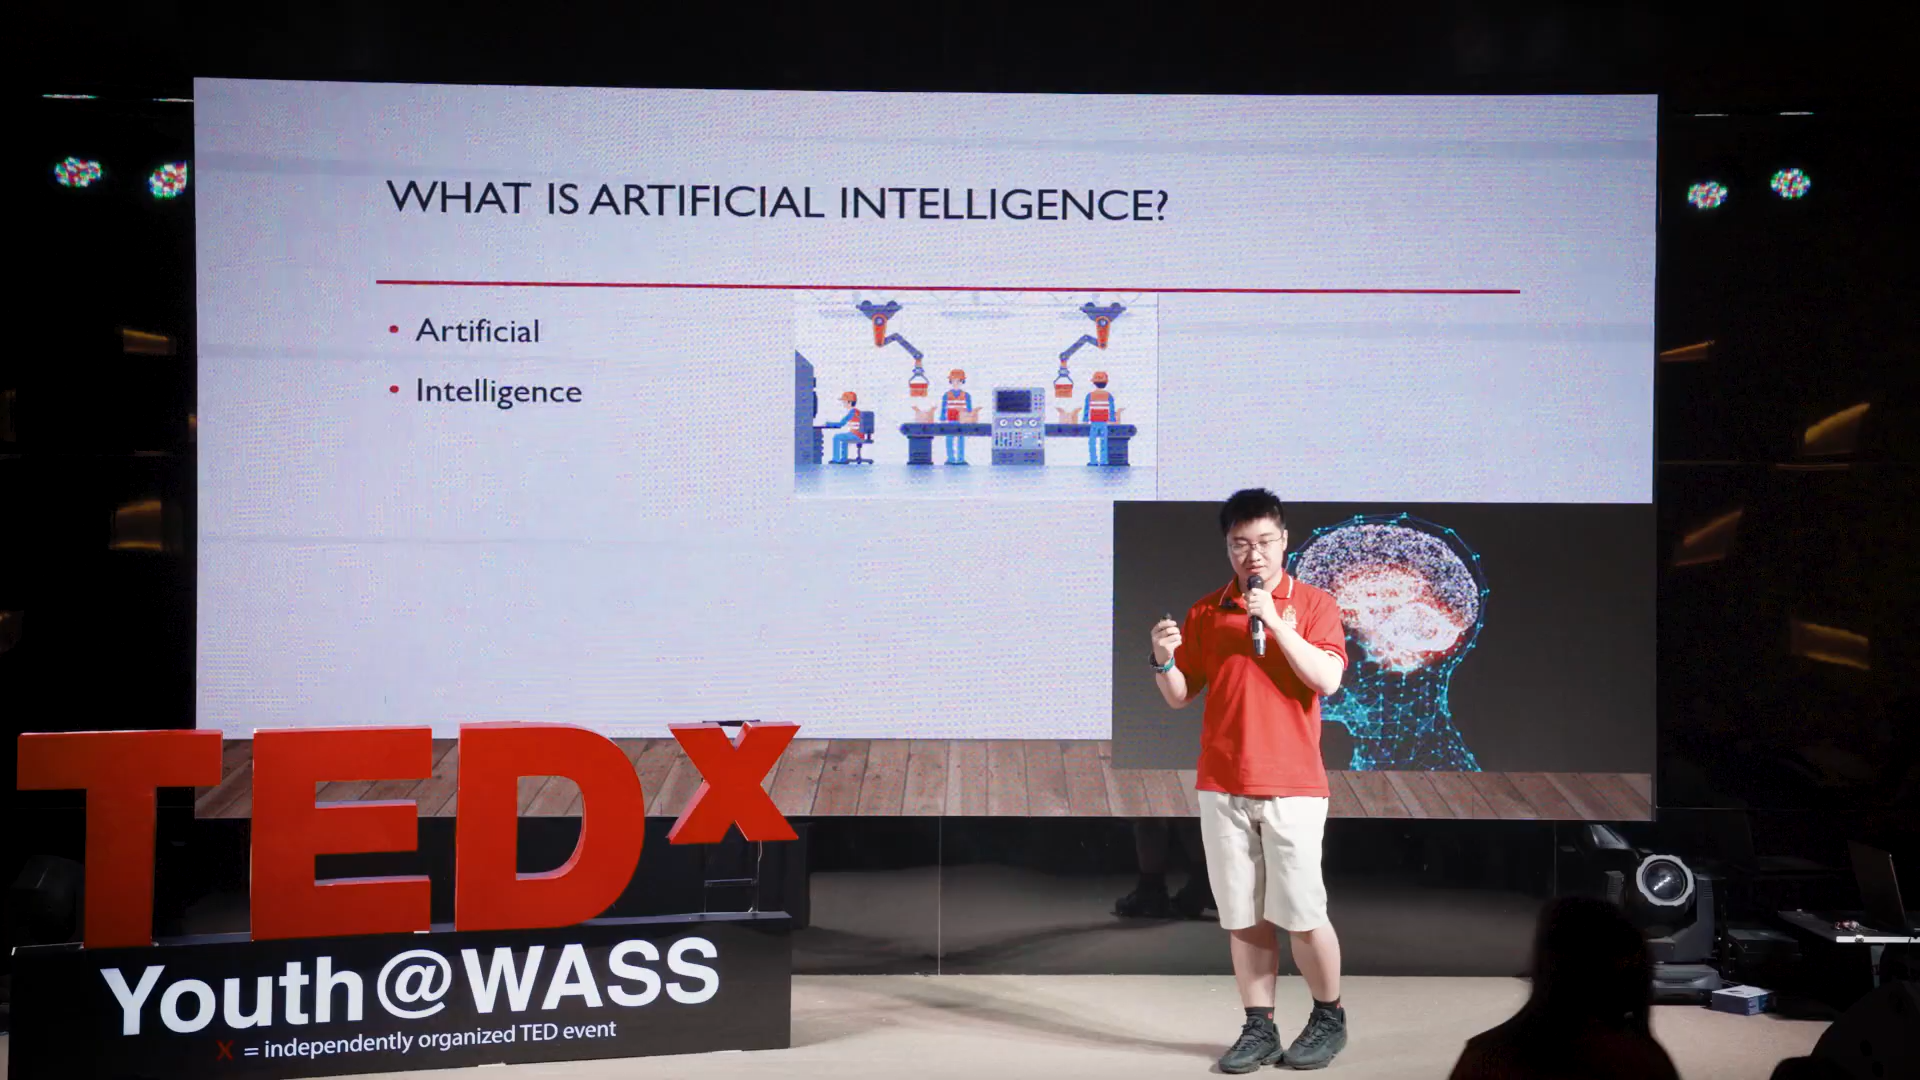 WHAT IS ARTIFICIAL INTELLIGENCE?
• Artificial
• Intelligence
TEDx
Youth@WASS
X = independently organized TED event